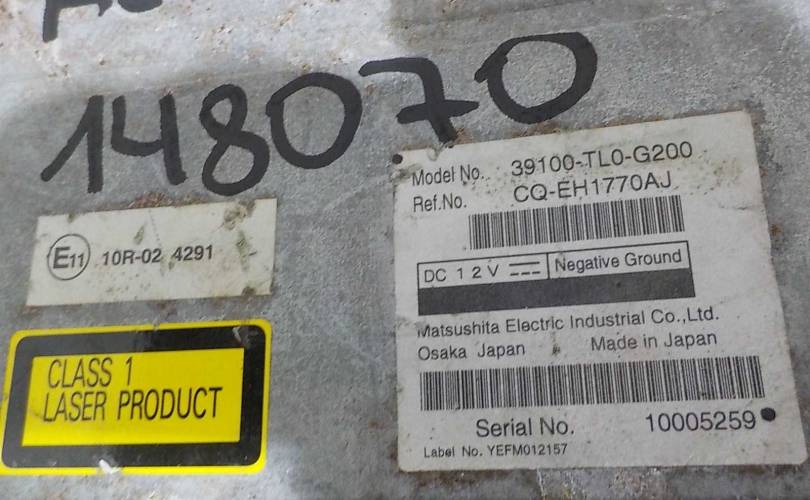 148070
Model No. 39100-TL0-G200
Ref.No. CQ-EH1770AJ
E11 10R-02 4291
DC 12V Negative Ground
Matsushita Electric Industrial Co.,Ltd.
Osaka Japan Made in Japan
CLASS 1
LASER PRODUCT
Serial No. 10005259
Label No. YEFM012157